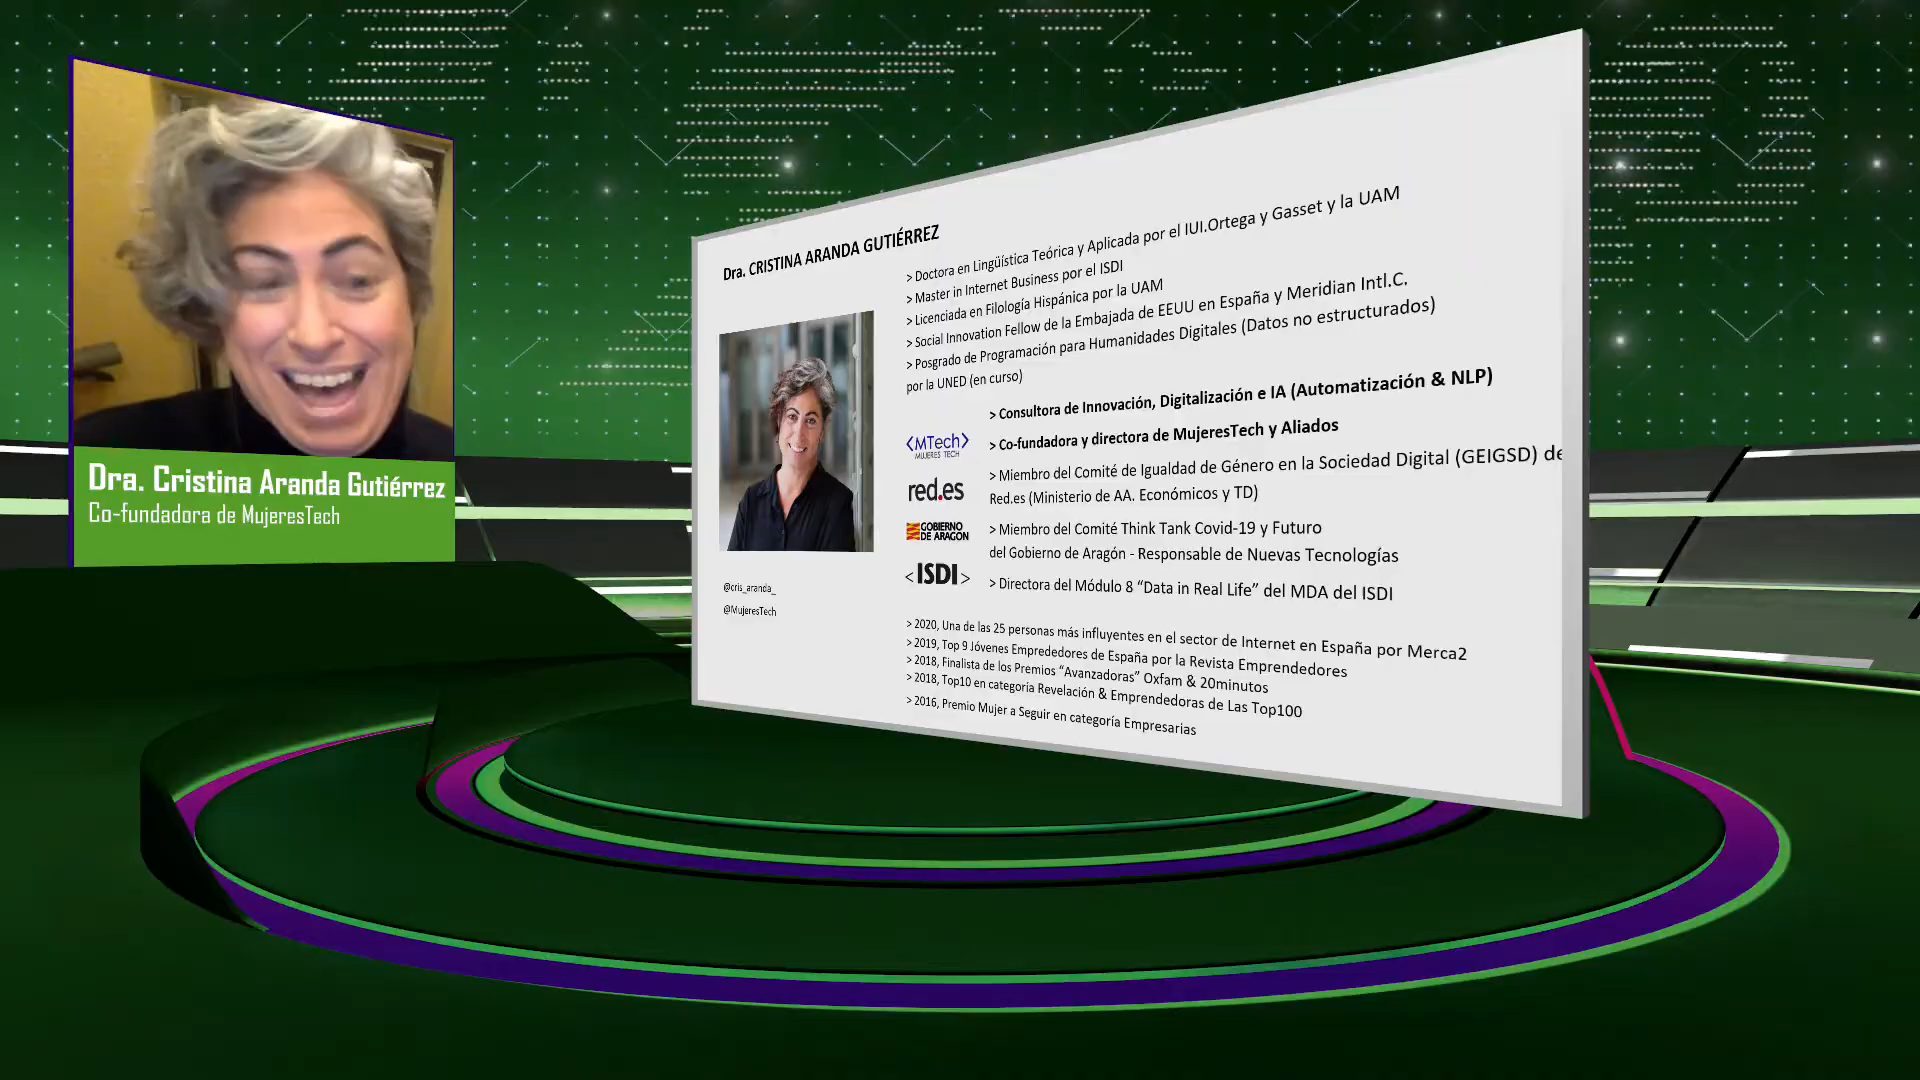 Dra. Cristina Aranda Gutiérrez
Co-fundadora de MujeresTech
Dra. CRISTINA ARANDA GUTIÉRREZ
@cris_aranda_
@MujeresTech
> Doctora en Lingüística Teórica y Aplicada por el IUI.Ortega y Gasset y la UAM
> Master in Internet Business por el ISDI
> Licenciada en Filología Hispánica por la UAM
> Social Innovation Fellow de la Embajada de EEUU en España y Meridian Intl.C.
> Posgrado de Programación para Humanidades Digitales (Datos no estructurados)
por la UNED (en curso)
> Consultora de Innovación, Digitalización e IA (Automatización & NLP)
<MTech>
MUJERES TECH
> Co-fundadora y directora de MujeresTech y Aliados
red.es
> Miembro del Comité de Igualdad de Género en la Sociedad Digital (GEIGSD) de
Red.es (Ministerio de AA. Económicos y TD)
GOBIERNO
DE ARAGON
> Miembro del Comité Think Tank Covid-19 y Futuro
del Gobierno de Aragón - Responsable de Nuevas Tecnologías
<ISDI>
> Directora del Módulo 8 “Data in Real Life” del MDA del ISDI
> 2020, Una de las 25 personas más influyentes en el sector de Internet en España por Merca2
> 2019, Top 9 Jóvenes Empredededores de España por la Revista Emprendedores
> 2018, Finalista de los Premios “Avanzadoras” Oxfam & 20minutos
> 2018, Top10 en categoría Revelación & Emprendedoras de Las Top100
> 2016, Premio Mujer a Seguir en categoría Empresarias